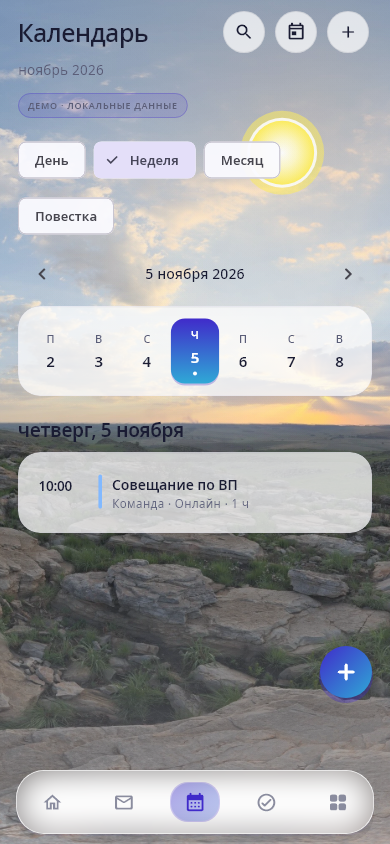 Календарь
ноябрь 2026
ДЕМО · ЛОКАЛЬНЫЕ ДАННЫЕ
День
Неделя
Месяц
Повестка
5 ноября 2026
П В С Ч П С В
2 3 4 5 6 7 8
четверг, 5 ноября
10:00 Совещание по ВП
Команда · Онлайн · 1 ч